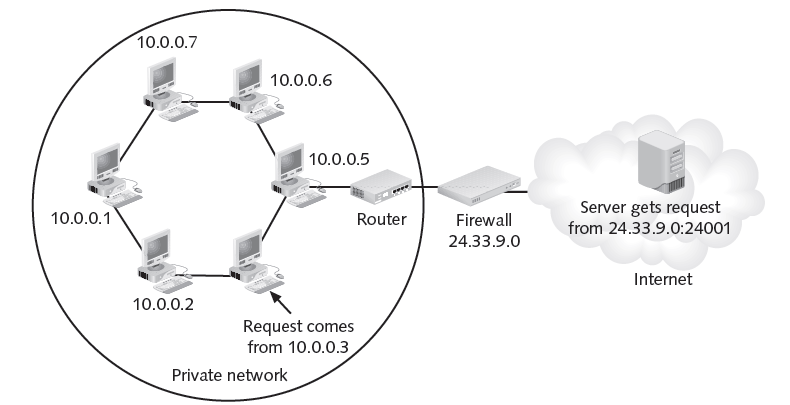 10.0.0.7
10.0.0.6
10.0.0.5
10.0.0.1
Router
Firewall
24.33.9.0
Server gets request
from 24.33.9.0:24001
Internet
10.0.0.2
Request comes
from 10.0.0.3
Private network